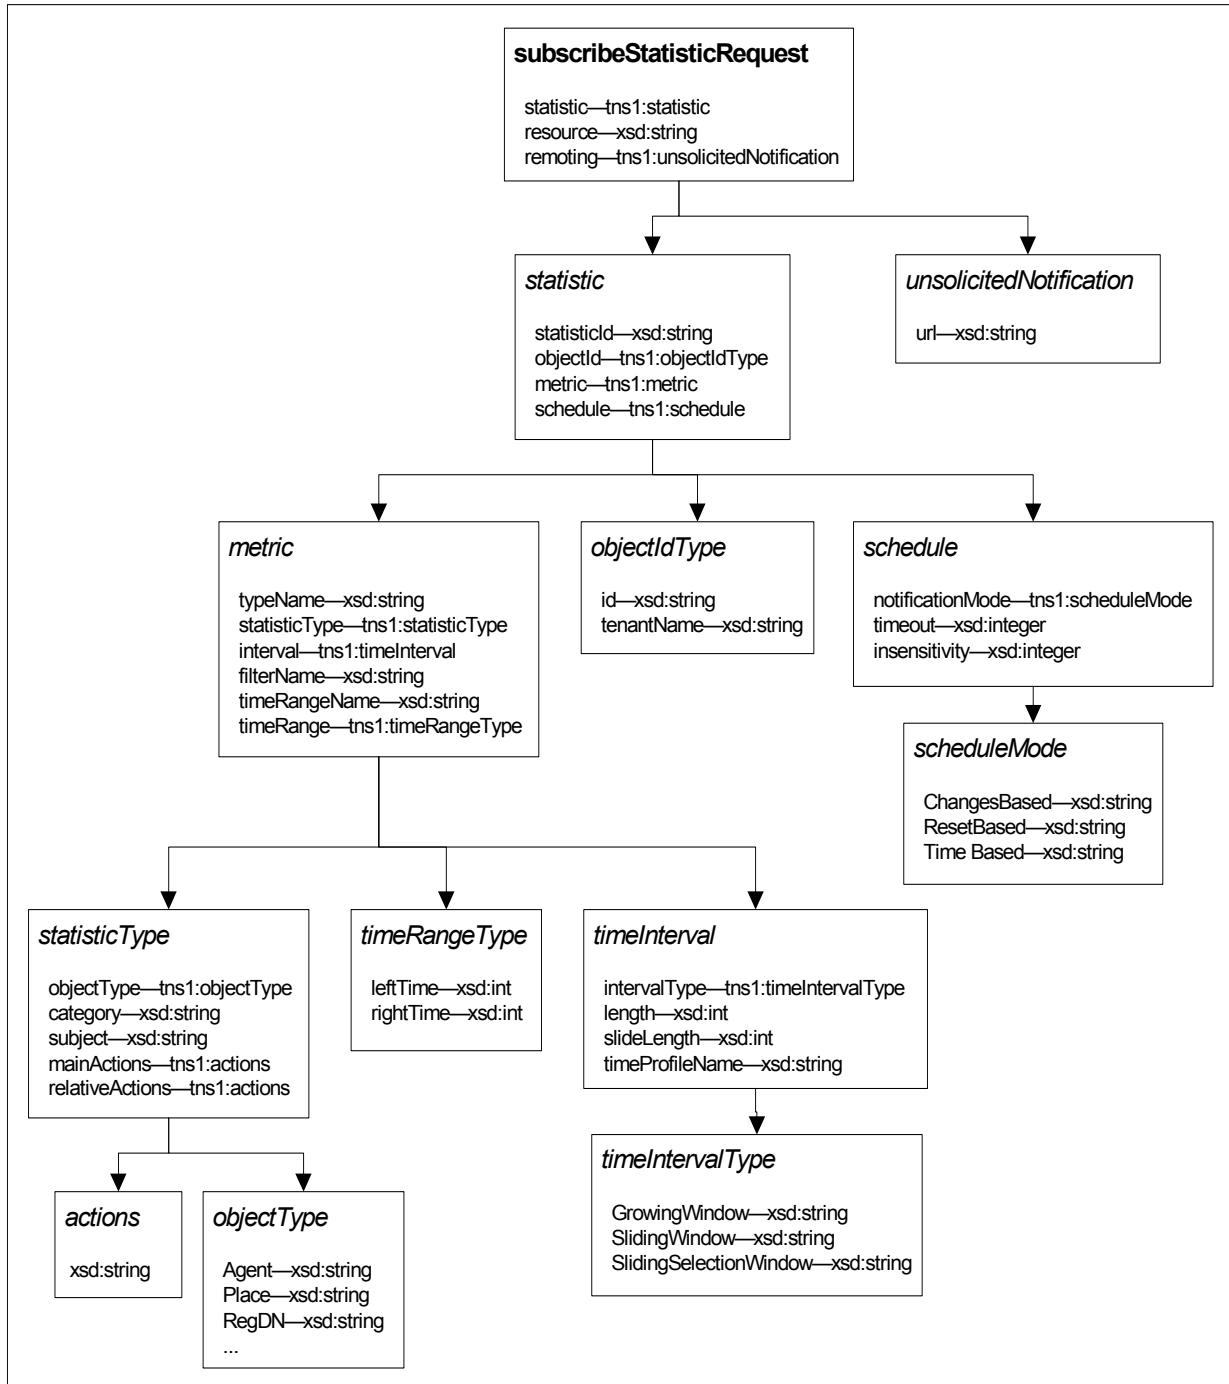 subscribeStatisticRequest
statistic—tns1:statistic
resource—xsd:string
remoting—tns1:unsolicitedNotification
statistic
statisticId—xsd:string
objectId—tns1:objectIdType
metric—tns1:metric
schedule—tns1:schedule
unsolicitedNotification
url—xsd:string
metric
typeName—xsd:string
statisticType—tns1:statisticType
interval—tns1:timeInterval
filterName—xsd:string
timeRangeName—xsd:string
timeRange—tns1:timeRangeType
objectIdType
id—xsd:string
tenantName—xsd:string
schedule
notificationMode—tns1:scheduleMode
timeout—xsd:integer
insensitivity—xsd:integer
scheduleMode
ChangesBased—xsd:string
ResetBased—xsd:string
Time Based—xsd:string
statisticType
objectType—tns1:objectType
category—xsd:string
subject—xsd:string
mainActions—tns1:actions
relativeActions—tns1:actions
timeRangeType
leftTime—xsd:int
rightTime—xsd:int
timeInterval
intervalType—tns1:timeIntervalType
length—xsd:int
slideLength—xsd:int
timeProfileName—xsd:string
actions
xsd:string
objectType
Agent—xsd:string
Place—xsd:string
RegDN—xsd:string
...
timeIntervalType
GrowingWindow—xsd:string
SlidingWindow—xsd:string
SlidingSelectionWindow—xsd:string